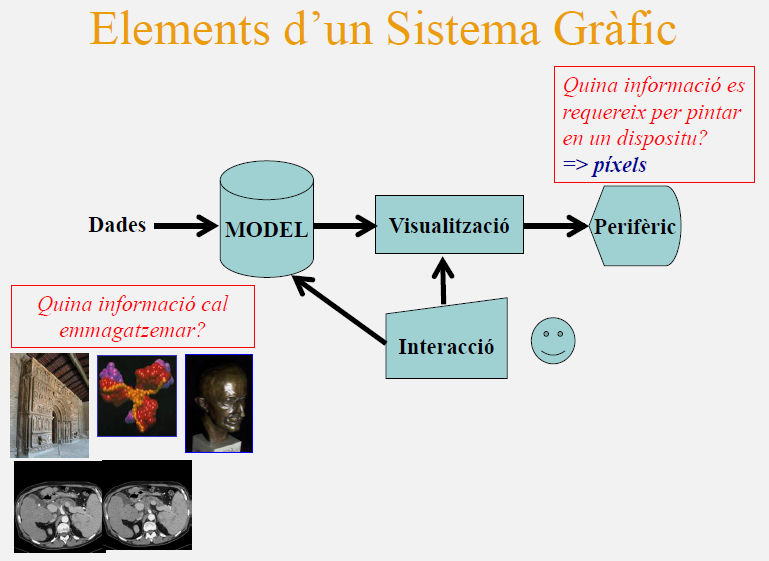 Elements d’un Sistema Gràfic
Quina informació es
requereix per pintar
en un dispositu?
=> píxels
Dades
MODEL
Visualització
Perifèric
Quina informació cal
emmagatzemar?
Interacció